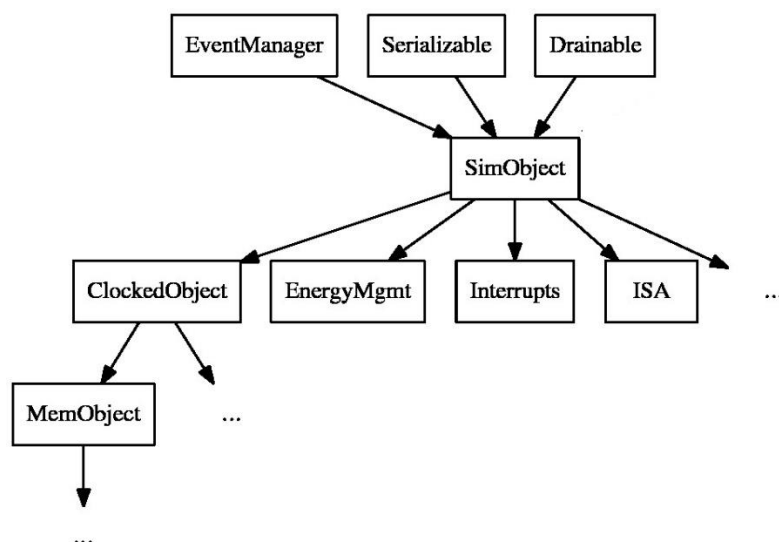 EventManager Serializable Drainable
SimObject
ClockedObject EnergyMgmt Interrupts ISA ...
MemObject ...
...